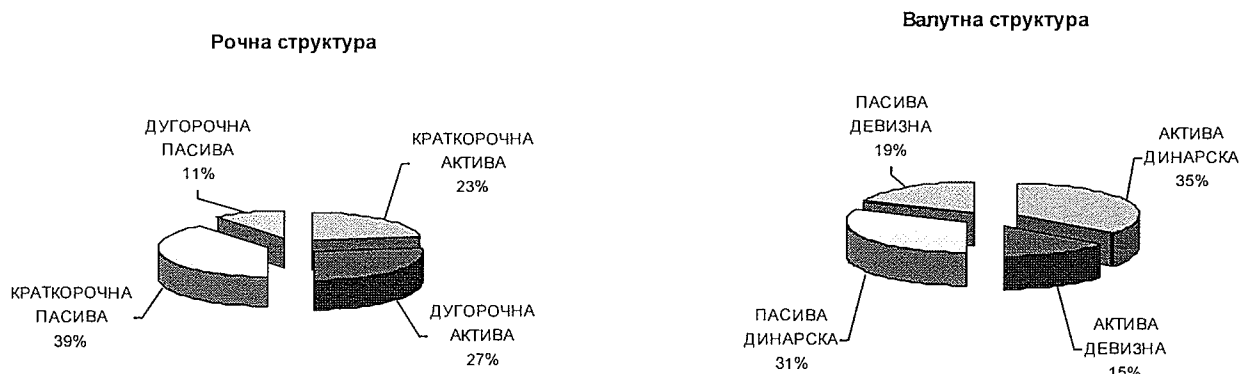 Рочна структура
ДУГОРОЧНА
ПАСИВА
11%
КРАТКОРОЧНА
АКТИВА
23%
КРАТКОРОЧНА
ПАСИВА
39%
ДУГОРОЧНА
АКТИВА
27%
Валутна структура
ПАСИВА
ДЕВИЗНА
19%
АКТИВА
ДИНАРСКА
35%
ПАСИВА
ДИНАРСКА
31%
АКТИВА
ДЕВИЗНА
15%